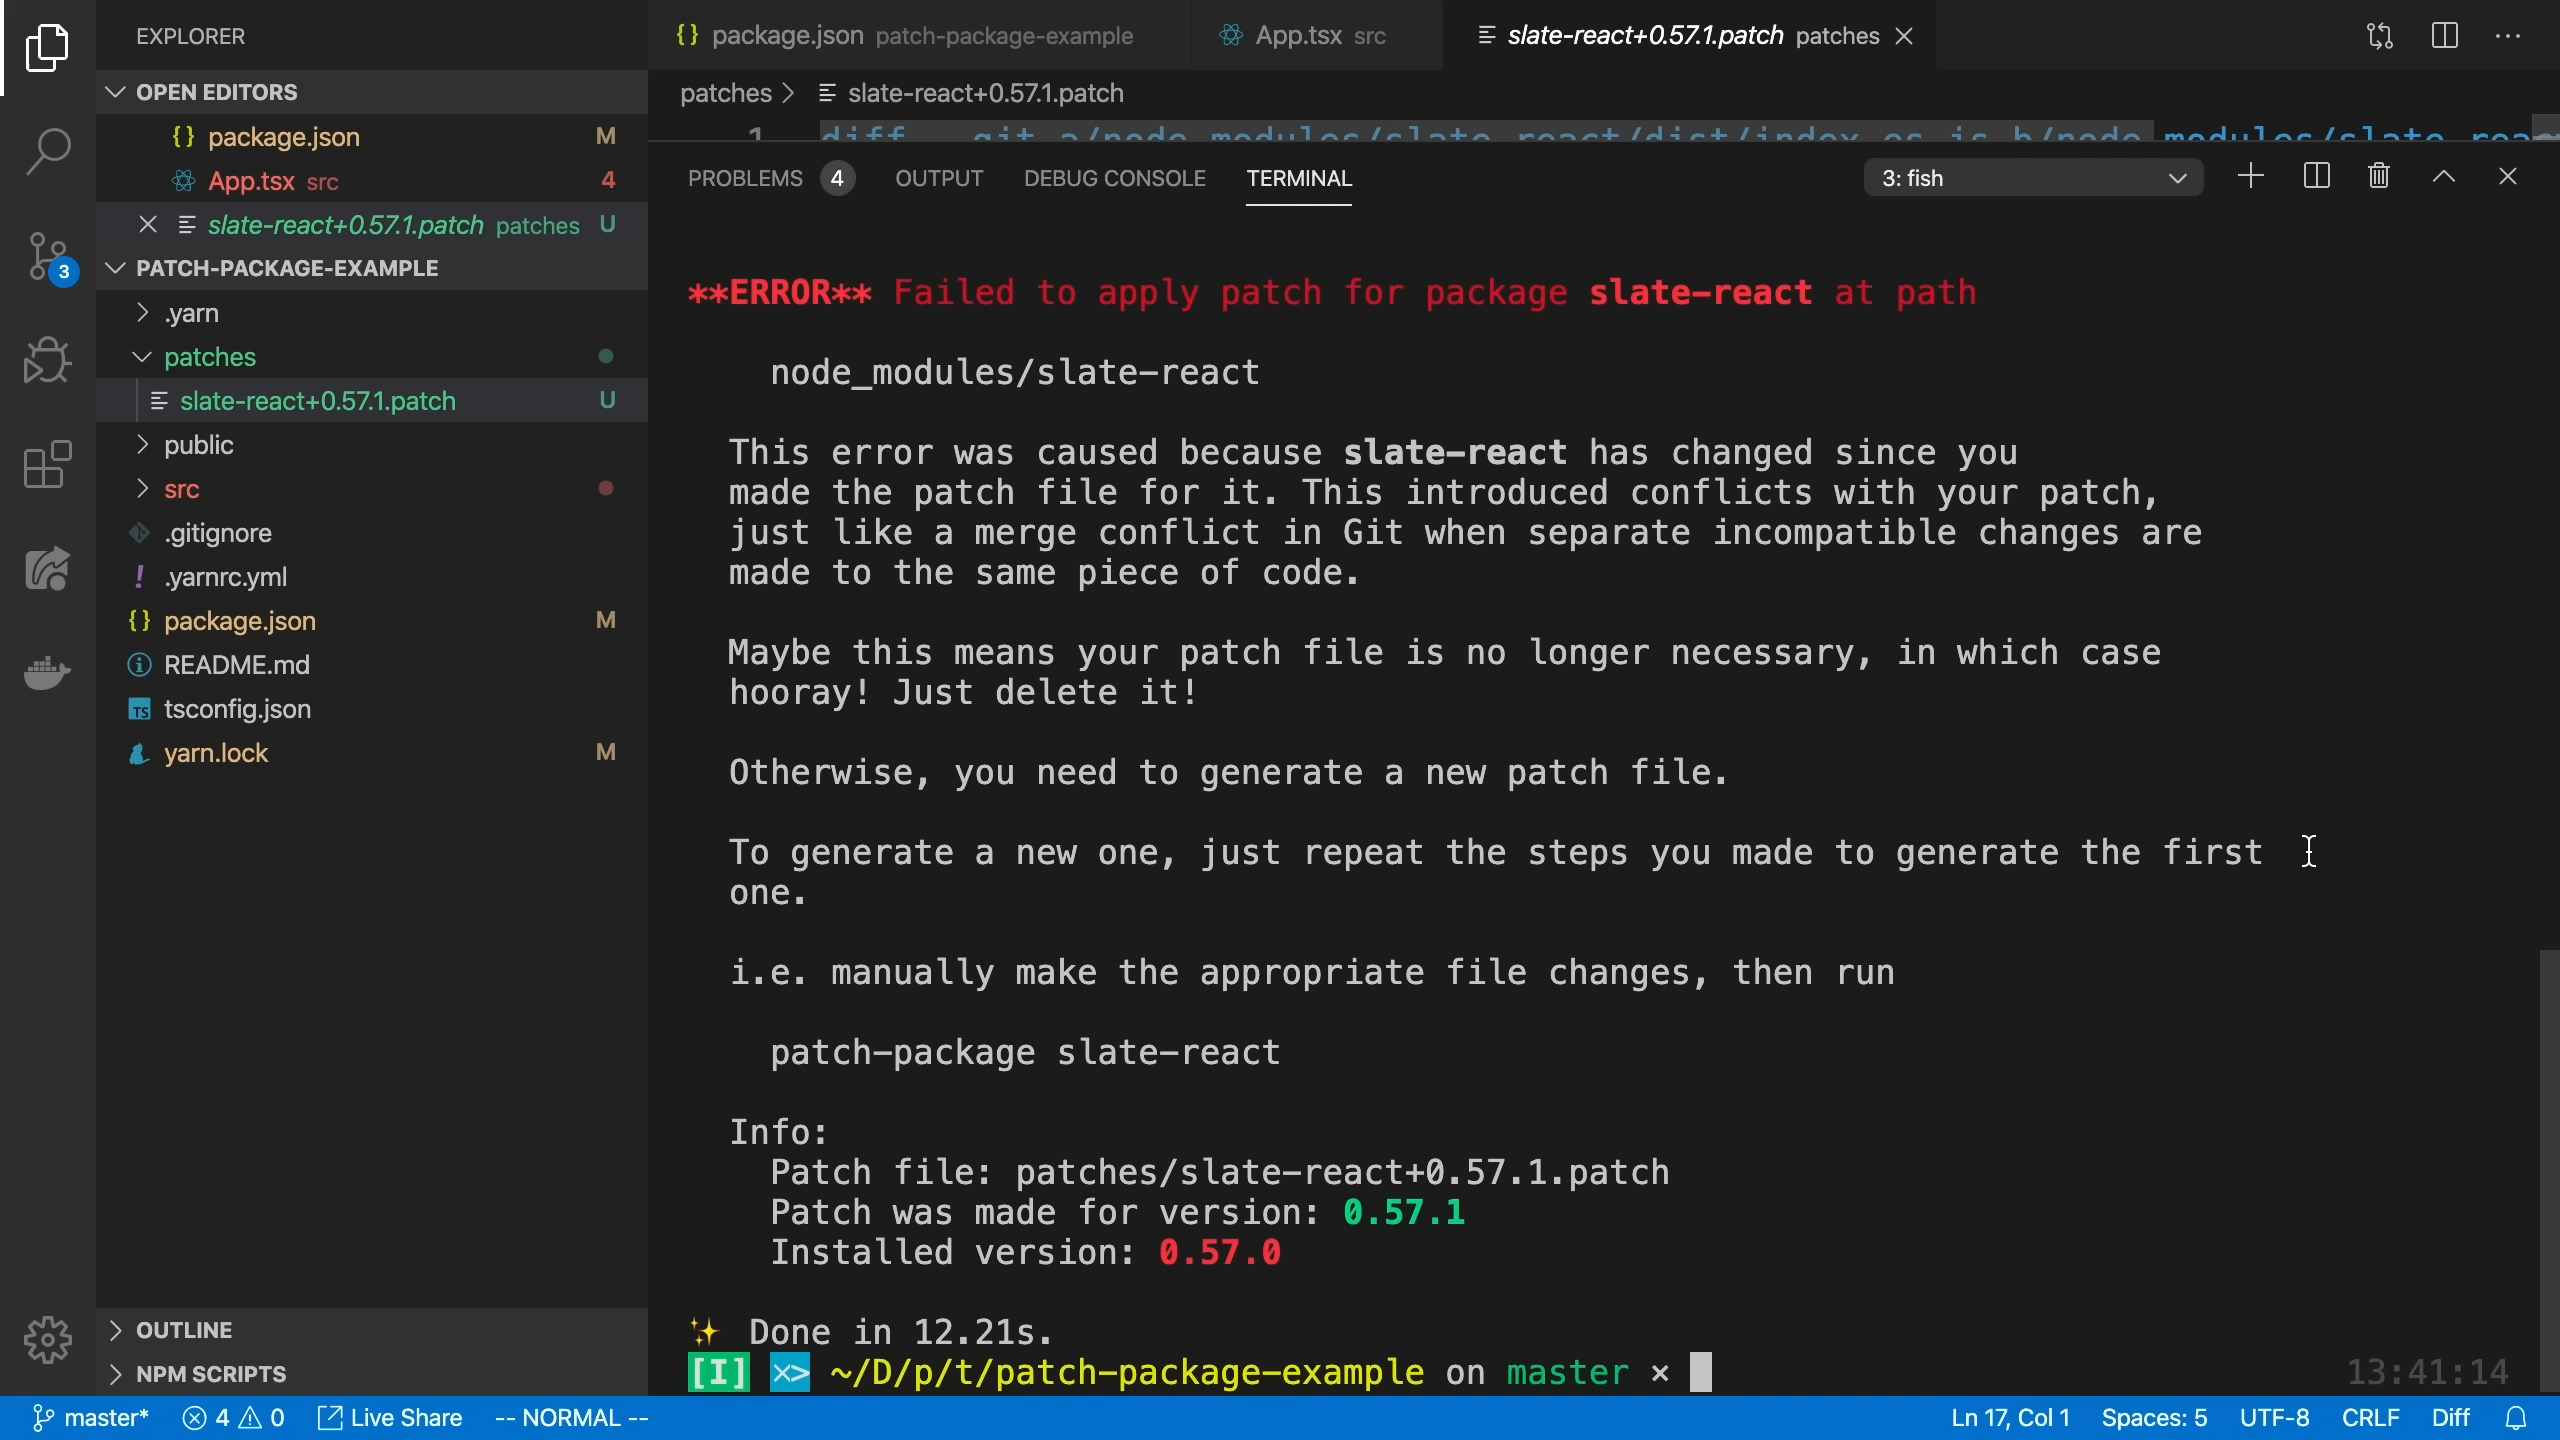 EXPLORER
OPEN EDITORS
{} package.json M
App.tsx src 4
slate-react+0.57.1.patch patches U
PATCH-PACKAGE-EXAMPLE
.yarn
patches
slate-react+0.57.1.patch U
public
src
.gitignore
! .yarnrc.yml
{} package.json M
README.md
TS tsconfig.json
yarn.lock M
OUTLINE
NPM SCRIPTS
3
{} package.json patch-package-example App.tsx src slate-react+0.57.1.patch patches
patches > slate-react+0.57.1.patch
1 diff --git a/node_modules/slate-react/dist/index.es.js b/node_modules/slate-reac
PROBLEMS 4 OUTPUT DEBUG CONSOLE TERMINAL 3: fish
**ERROR** Failed to apply patch for package slate-react at path
node_modules/slate-react
This error was caused because slate-react has changed since you
made the patch file for it. This introduced conflicts with your patch,
just like a merge conflict in Git when separate incompatible changes are
made to the same piece of code.
Maybe this means your patch file is no longer necessary, in which case
hooray! Just delete it!
Otherwise, you need to generate a new patch file.
To generate a new one, just repeat the steps you made to generate the first
one.
i.e. manually make the appropriate file changes, then run
patch-package slate-react
Info:
Patch file: patches/slate-react+0.57.1.patch
Patch was made for version: 0.57.1
Installed version: 0.57.0
✨ Done in 12.21s.
[I] ⋊> ~/D/p/t/patch-package-example on master × 13:41:14
master* 4 0 Live Share -- NORMAL -- Ln 17, Col 1 Spaces: 5 UTF-8 CRLF Diff